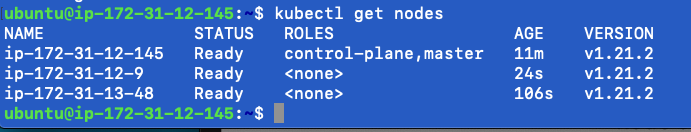 ubuntu@ip-172-31-12-145:~$ kubectl get nodes
NAME STATUS ROLES AGE VERSION
ip-172-31-12-145 Ready control-plane,master 11m v1.21.2
ip-172-31-12-9 Ready <none> 24s v1.21.2
ip-172-31-13-48 Ready <none> 106s v1.21.2
ubuntu@ip-172-31-12-145:~$